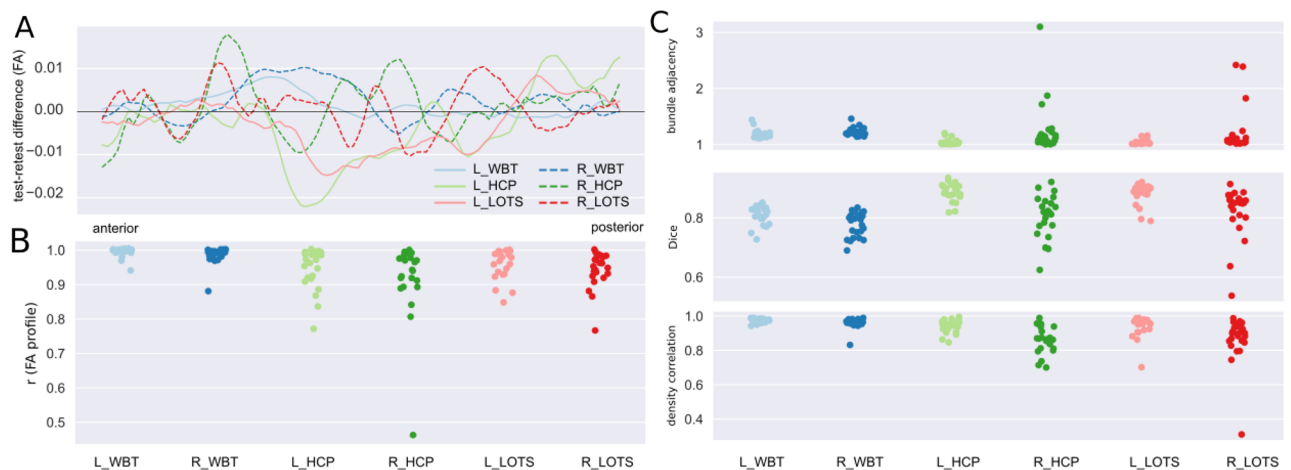 A
test-retest difference (FA)
0.01
0.00
−0.01
−0.02
L_WBT
R_WBT
L_HCP
R_HCP
L_LOTS
R_LOTS
anterior
posterior
B
r (FA profile)
1.0
0.9
0.8
0.7
0.6
0.5
L_WBT R_WBT L_HCP R_HCP L_LOTS R_LOTS
C
bundle adjacency
3
2
1
Dice
0.8
0.6
density correlation
1.0
0.8
0.6
0.4
L_WBT R_WBT L_HCP R_HCP L_LOTS R_LOTS